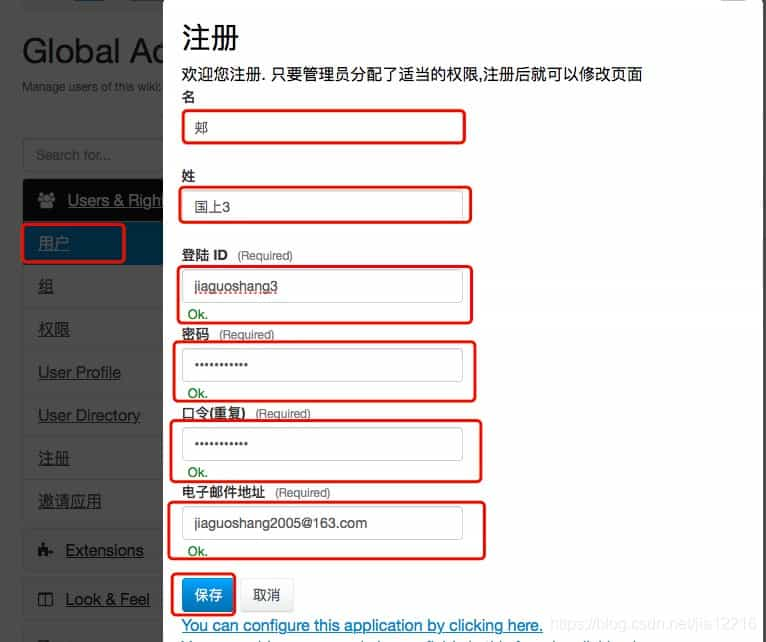 注册
欢迎您注册. 只要管理员分配了适当的权限,注册后就可以修改页面
名
郏
姓
国上3
登陆 ID (Required)
jiaguoshang3
Ok.
密码 (Required)
•••••••••••
Ok.
口令(重复) (Required)
•••••••••••
Ok.
电子邮件地址 (Required)
jiaguoshang2005@163.com
Ok.
保存 取消
You can configure this application by clicking here.
https://blog.csdn.net/jia12216
Global Ad
Manage users of this wiki:
Search for...
Users & Righ
用户
组
权限
User Profile
User Directory
注册
邀请应用
Extensions
Look & Feel